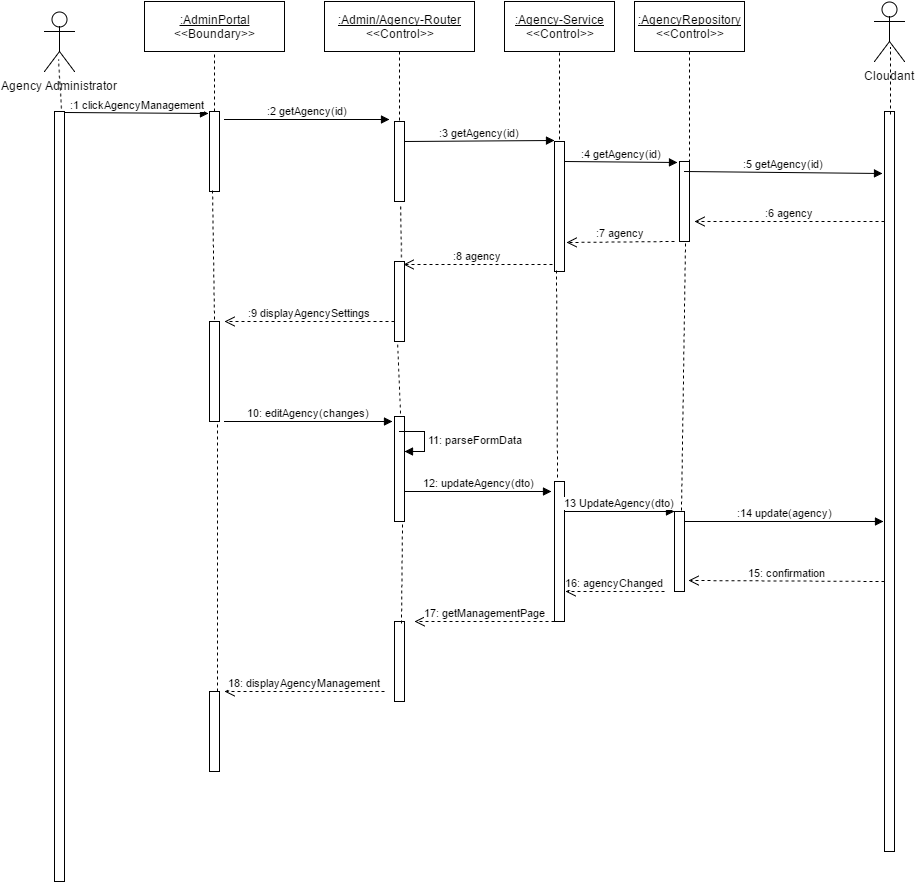 :AdminPortal
<<Boundary>>
:Admin/Agency-Router
<<Control>>
:Agency-Service
<<Control>>
:AgencyRepository
<<Control>>
Agency Administrator
Cloudant
:1 clickAgencyManagement
:2 getAgency(id)
:3 getAgency(id)
:4 getAgency(id)
:5 getAgency(id)
:6 agency
:7 agency
:8 agency
:9 displayAgencySettings
10: editAgency(changes)
11: parseFormData
12: updateAgency(dto)
13 UpdateAgency(dto)
:14 update(agency)
15: confirmation
16: agencyChanged
17: getManagementPage
18: displayAgencyManagement